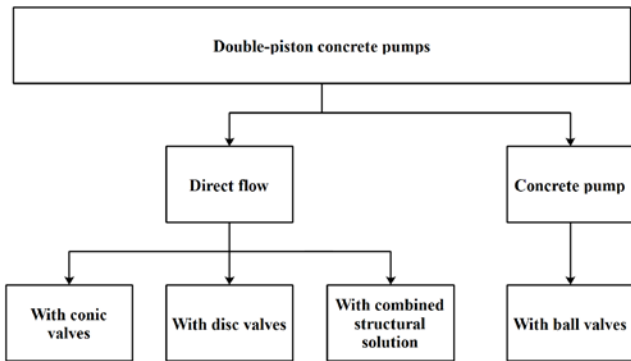 Double-piston concrete pumps
Direct flow
Concrete pump
With conic
valves
With disc valves
With combined
structural
solution
With ball valves